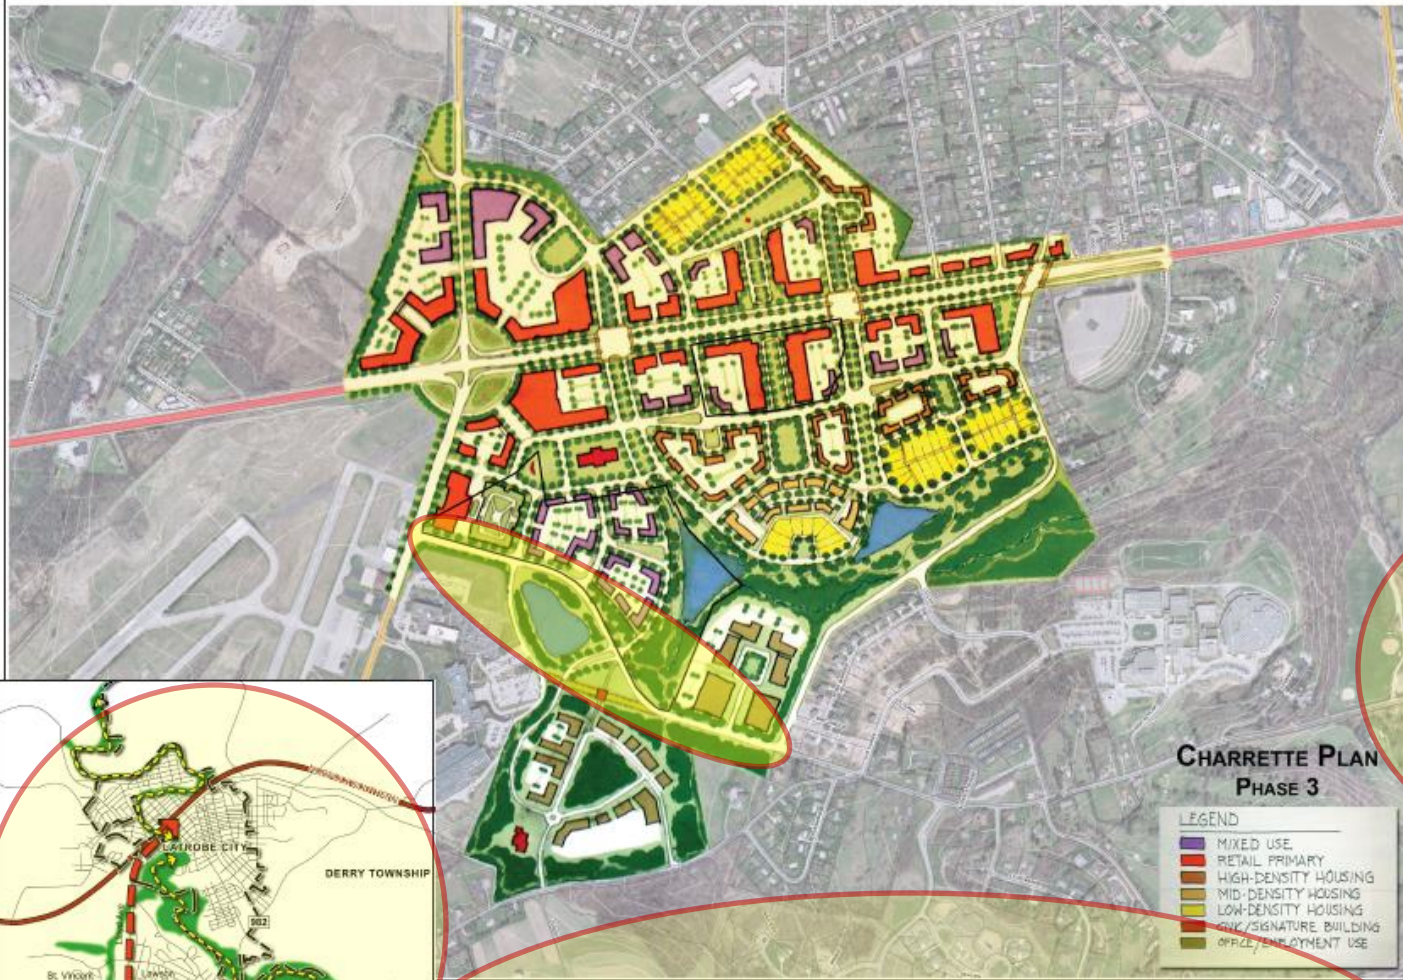 CHARRETTE PLAN
PHASE 3
LEGEND
MIXED USE
RETAIL PRIMARY
HIGH-DENSITY HOUSING
MID-DENSITY HOUSING
LOW-DENSITY HOUSING
CIVIC/SIGNATURE BUILDING
OFFICE/EMPLOYMENT USE
LATROBE CITY
DERRY TOWNSHIP
982
St. Vincent
Lawson